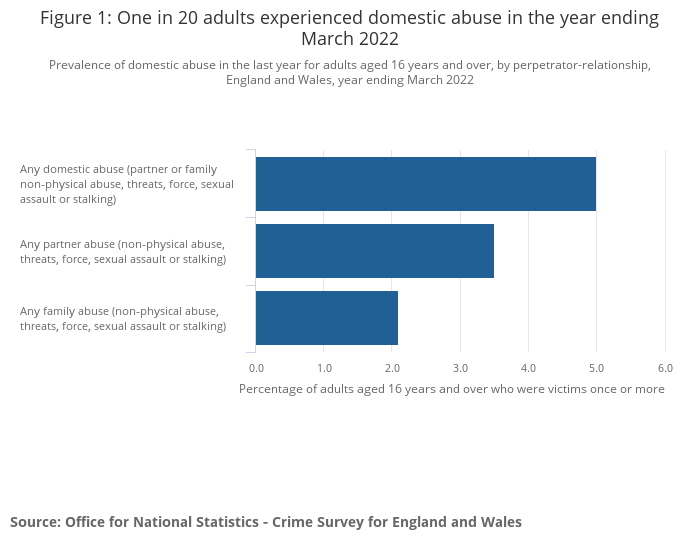 Figure 1: One in 20 adults experienced domestic abuse in the year ending
March 2022
Prevalence of domestic abuse in the last year for adults aged 16 years and over, by perpetrator-relationship,
England and Wales, year ending March 2022
Any domestic abuse (partner or family
non-physical abuse, threats, force, sexual
assault or stalking)
Any partner abuse (non-physical abuse,
threats, force, sexual assault or stalking)
Any family abuse (non-physical abuse,
threats, force, sexual assault or stalking)
0.0 1.0 2.0 3.0 4.0 5.0 6.0
Percentage of adults aged 16 years and over who were victims once or more
Source: Office for National Statistics - Crime Survey for England and Wales